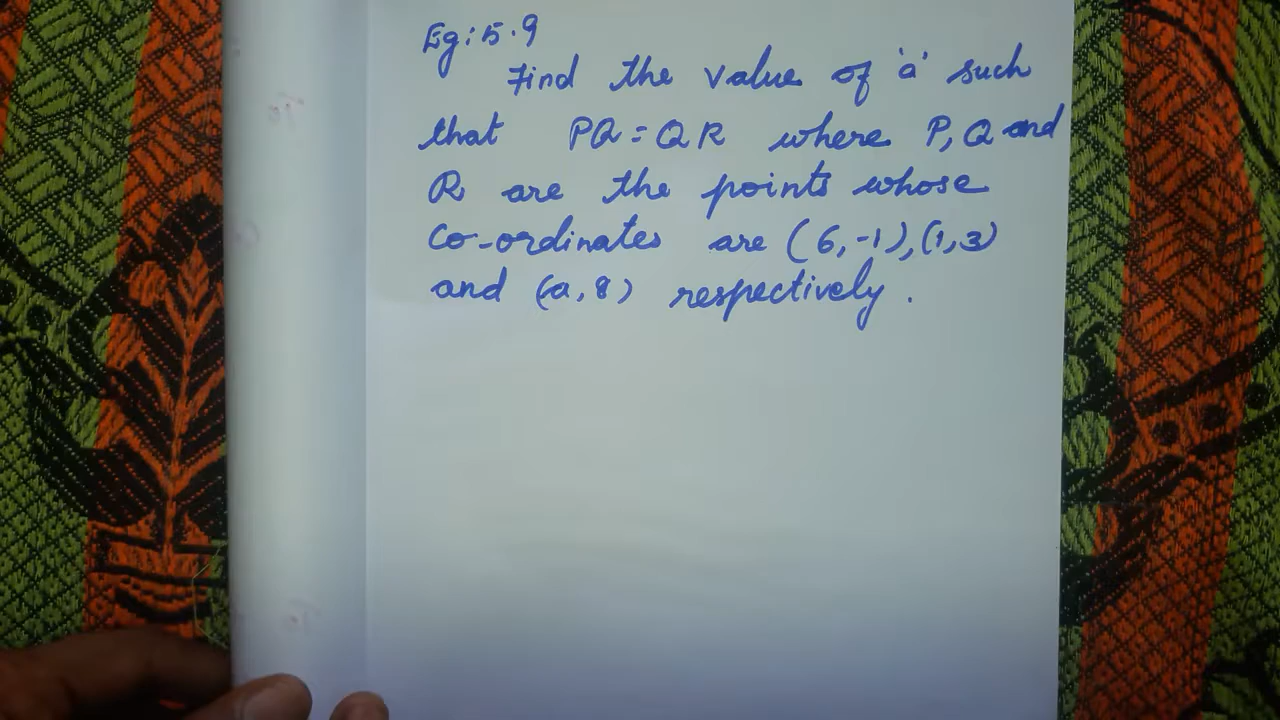 Eg: 5.9
Find the value of 'a' such
that PQ = QR where P, Q and
R are the points whose
co-ordinates are (6,-1), (1,3)
and (a,8) respectively.